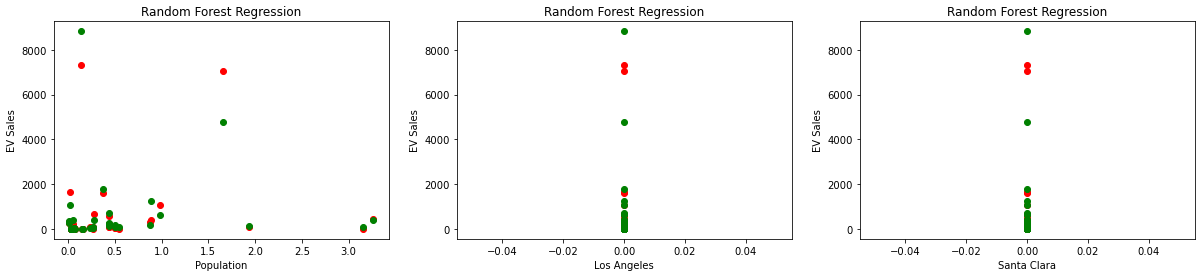 Random Forest Regression
8000
6000
4000
2000
0
EV Sales
0.0 0.5 1.0 1.5 2.0 2.5 3.0
Population
Random Forest Regression
8000
6000
4000
2000
0
EV Sales
−0.04 −0.02 0.00 0.02 0.04
Los Angeles
Random Forest Regression
8000
6000
4000
2000
0
EV Sales
−0.04 −0.02 0.00 0.02 0.04
Santa Clara